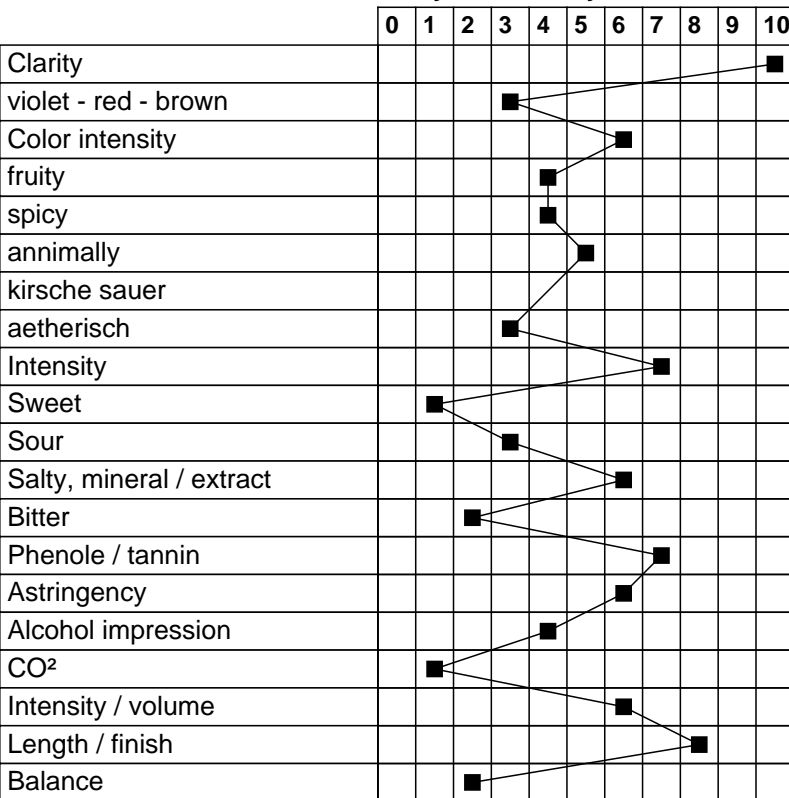 0 1 2 3 4 5 6 7 8 9 10
Clarity
violet - red - brown
Color intensity
fruity
spicy
annimally
kirsche sauer
aetherisch
Intensity
Sweet
Sour
Salty, mineral / extract
Bitter
Phenole / tannin
Astringency
Alcohol impression
CO²
Intensity / volume
Length / finish
Balance